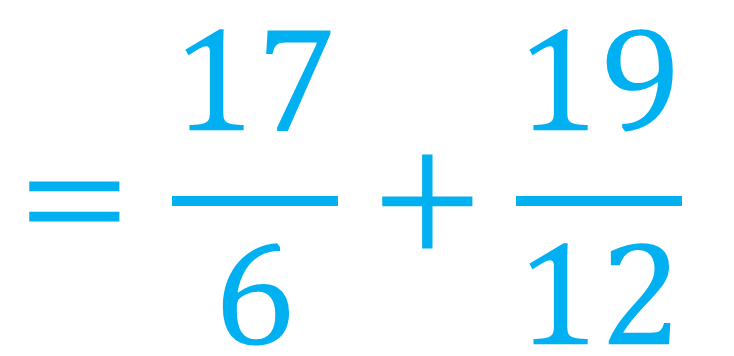 = 17/6 + 19/12